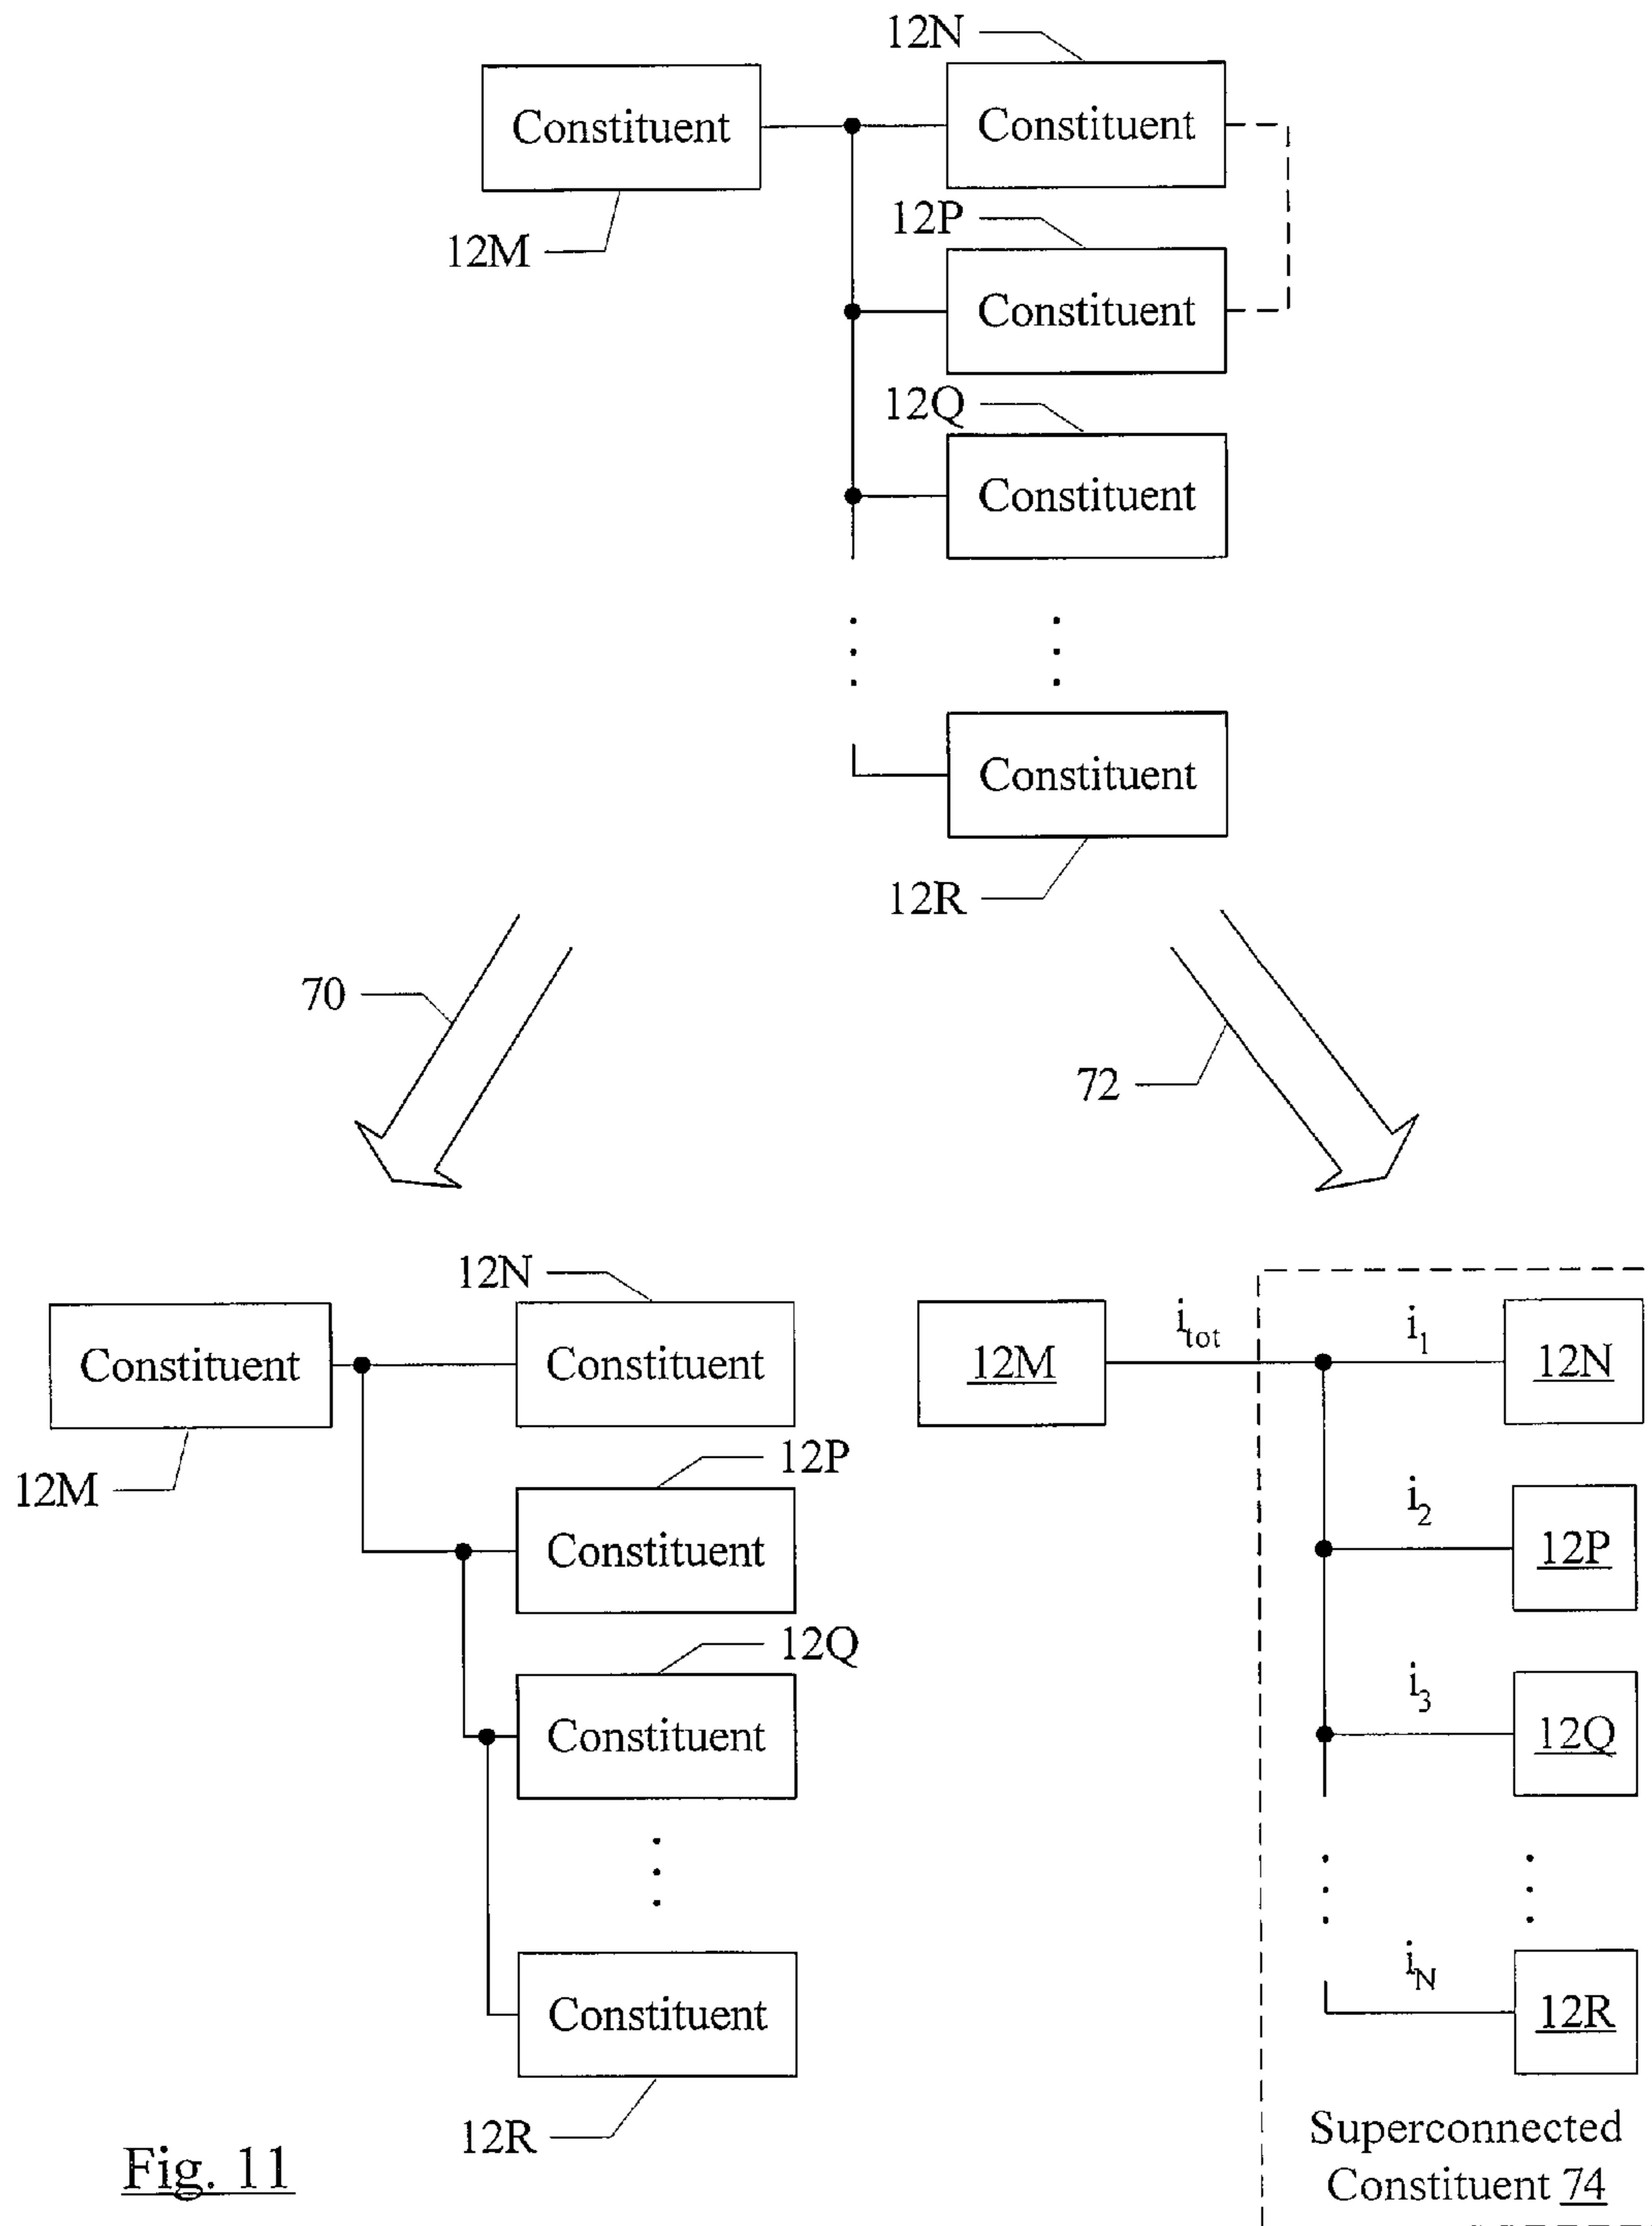 12N
Constituent
Constituent
12M
12P
Constituent
12Q
Constituent
Constituent
12R
70
72
12N
Constituent
Constituent
12M
12P
Constituent
12Q
Constituent
Constituent
12R
12M
i_tot
i_1
12N
i_2
12P
i_3
12Q
i_N
12R
Superconnected
Constituent 74
Fig. 11